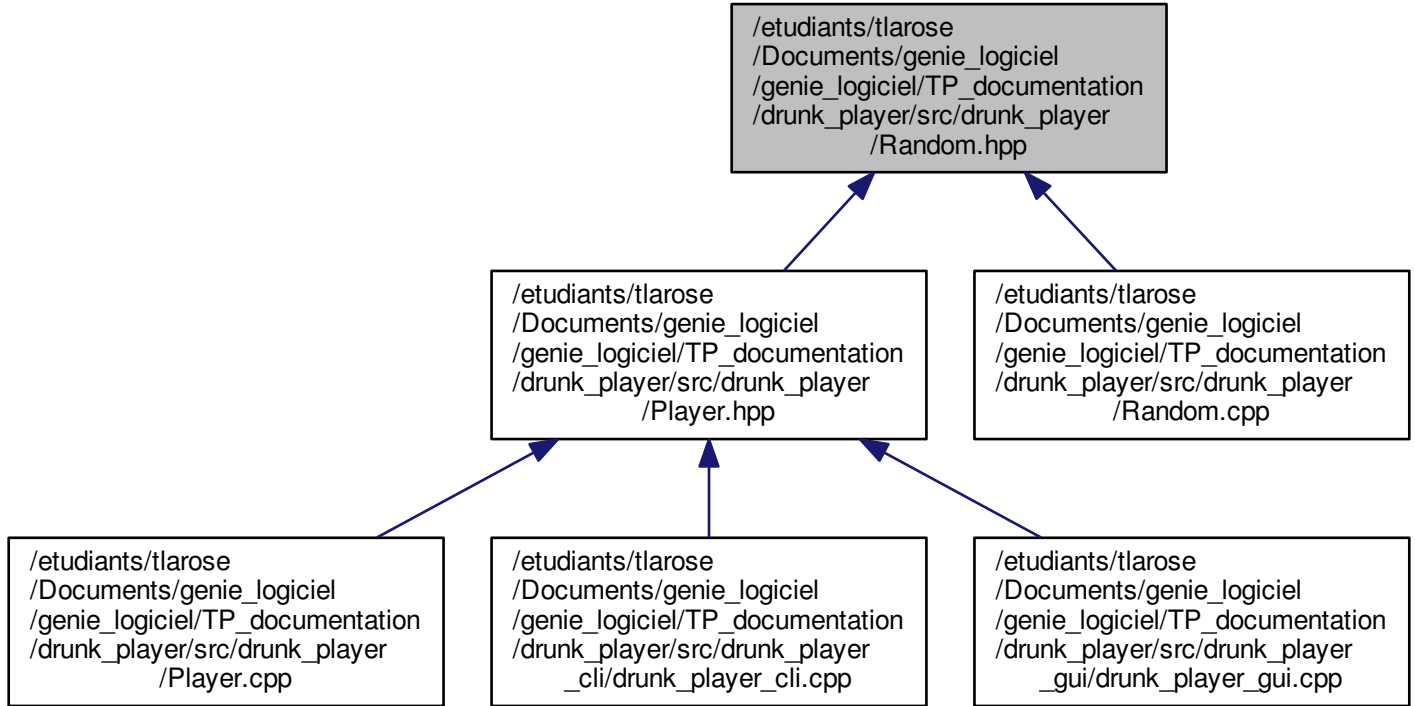 /etudiants/tlarose
/Documents/genie_logiciel
/genie_logiciel/TP_documentation
/drunk_player/src/drunk_player
/Random.hpp
/etudiants/tlarose
/Documents/genie_logiciel
/genie_logiciel/TP_documentation
/drunk_player/src/drunk_player
/Player.hpp
/etudiants/tlarose
/Documents/genie_logiciel
/genie_logiciel/TP_documentation
/drunk_player/src/drunk_player
/Random.cpp
/etudiants/tlarose
/Documents/genie_logiciel
/genie_logiciel/TP_documentation
/drunk_player/src/drunk_player
/Player.cpp
/etudiants/tlarose
/Documents/genie_logiciel
/genie_logiciel/TP_documentation
/drunk_player/src/drunk_player
_cli/drunk_player_cli.cpp
/etudiants/tlarose
/Documents/genie_logiciel
/genie_logiciel/TP_documentation
/drunk_player/src/drunk_player
_gui/drunk_player_gui.cpp